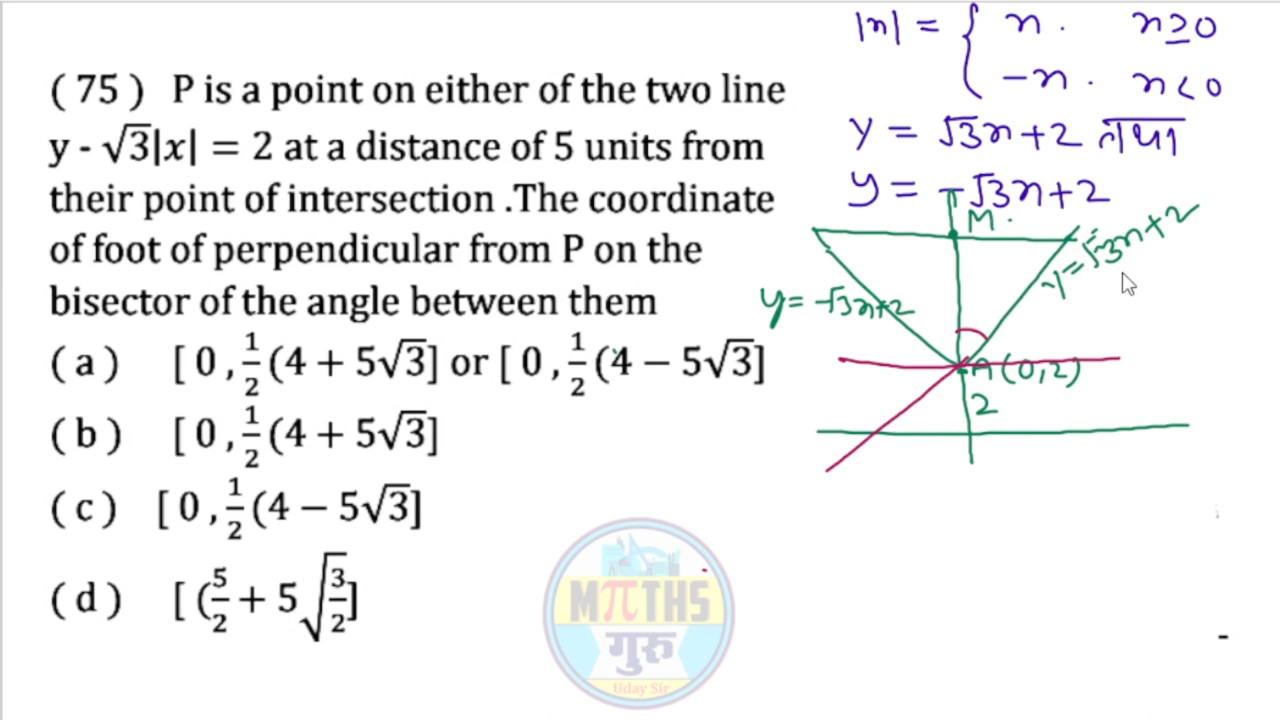 ( 75 ) P is a point on either of the two line
y - √3|x| = 2 at a distance of 5 units from
their point of intersection .The coordinate
of foot of perpendicular from P on the
bisector of the angle between them
( a ) [ 0 , 1/2 (4 + 5√3] or [ 0 , 1/2 (4 − 5√3]
( b ) [ 0 , 1/2 (4 + 5√3]
( c ) [ 0 , 1/2 (4 − 5√3]
( d ) [ (5/2 + 5 √3/2]
|x| = { x . x ≥ 0
-x . x < 0
y = √3x + 2 तथा
y = -√3x + 2
M
y = √3x + 2
y = -√3x + 2
A (0, 2)
2
MπTHS
गुरु
Uday Sir